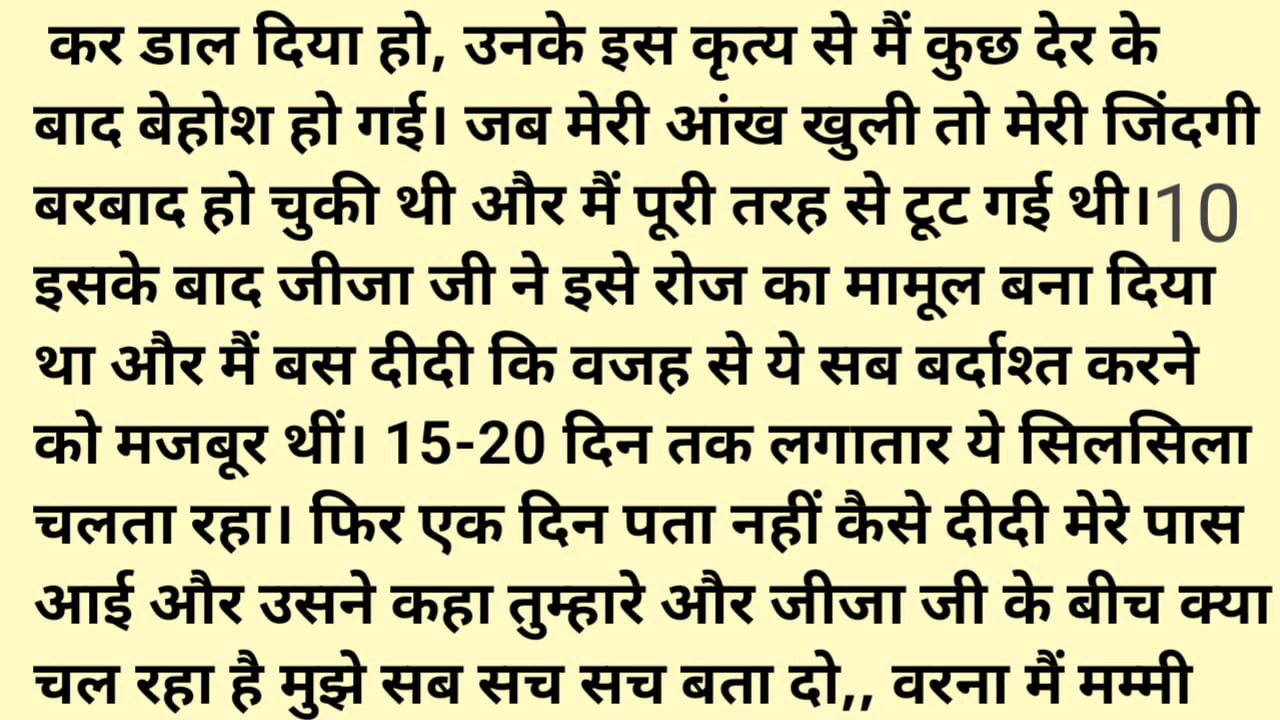 कर डाल दिया हो, उनके इस कृत्य से मैं कुछ देर के
बाद बेहोश हो गई। जब मेरी आंख खुली तो मेरी जिंदगी
बरबाद हो चुकी थी और मैं पूरी तरह से टूट गई थी।10
इसके बाद जीजा जी ने इसे रोज का मामूल बना दिया
था और मैं बस दीदी कि वजह से ये सब बर्दाश्त करने
को मजबूर थीं। 15-20 दिन तक लगातार ये सिलसिला
चलता रहा। फिर एक दिन पता नहीं कैसे दीदी मेरे पास
आई और उसने कहा तुम्हारे और जीजा जी के बीच क्या
चल रहा है मुझे सब सच सच बता दो,, वरना मैं मम्मी